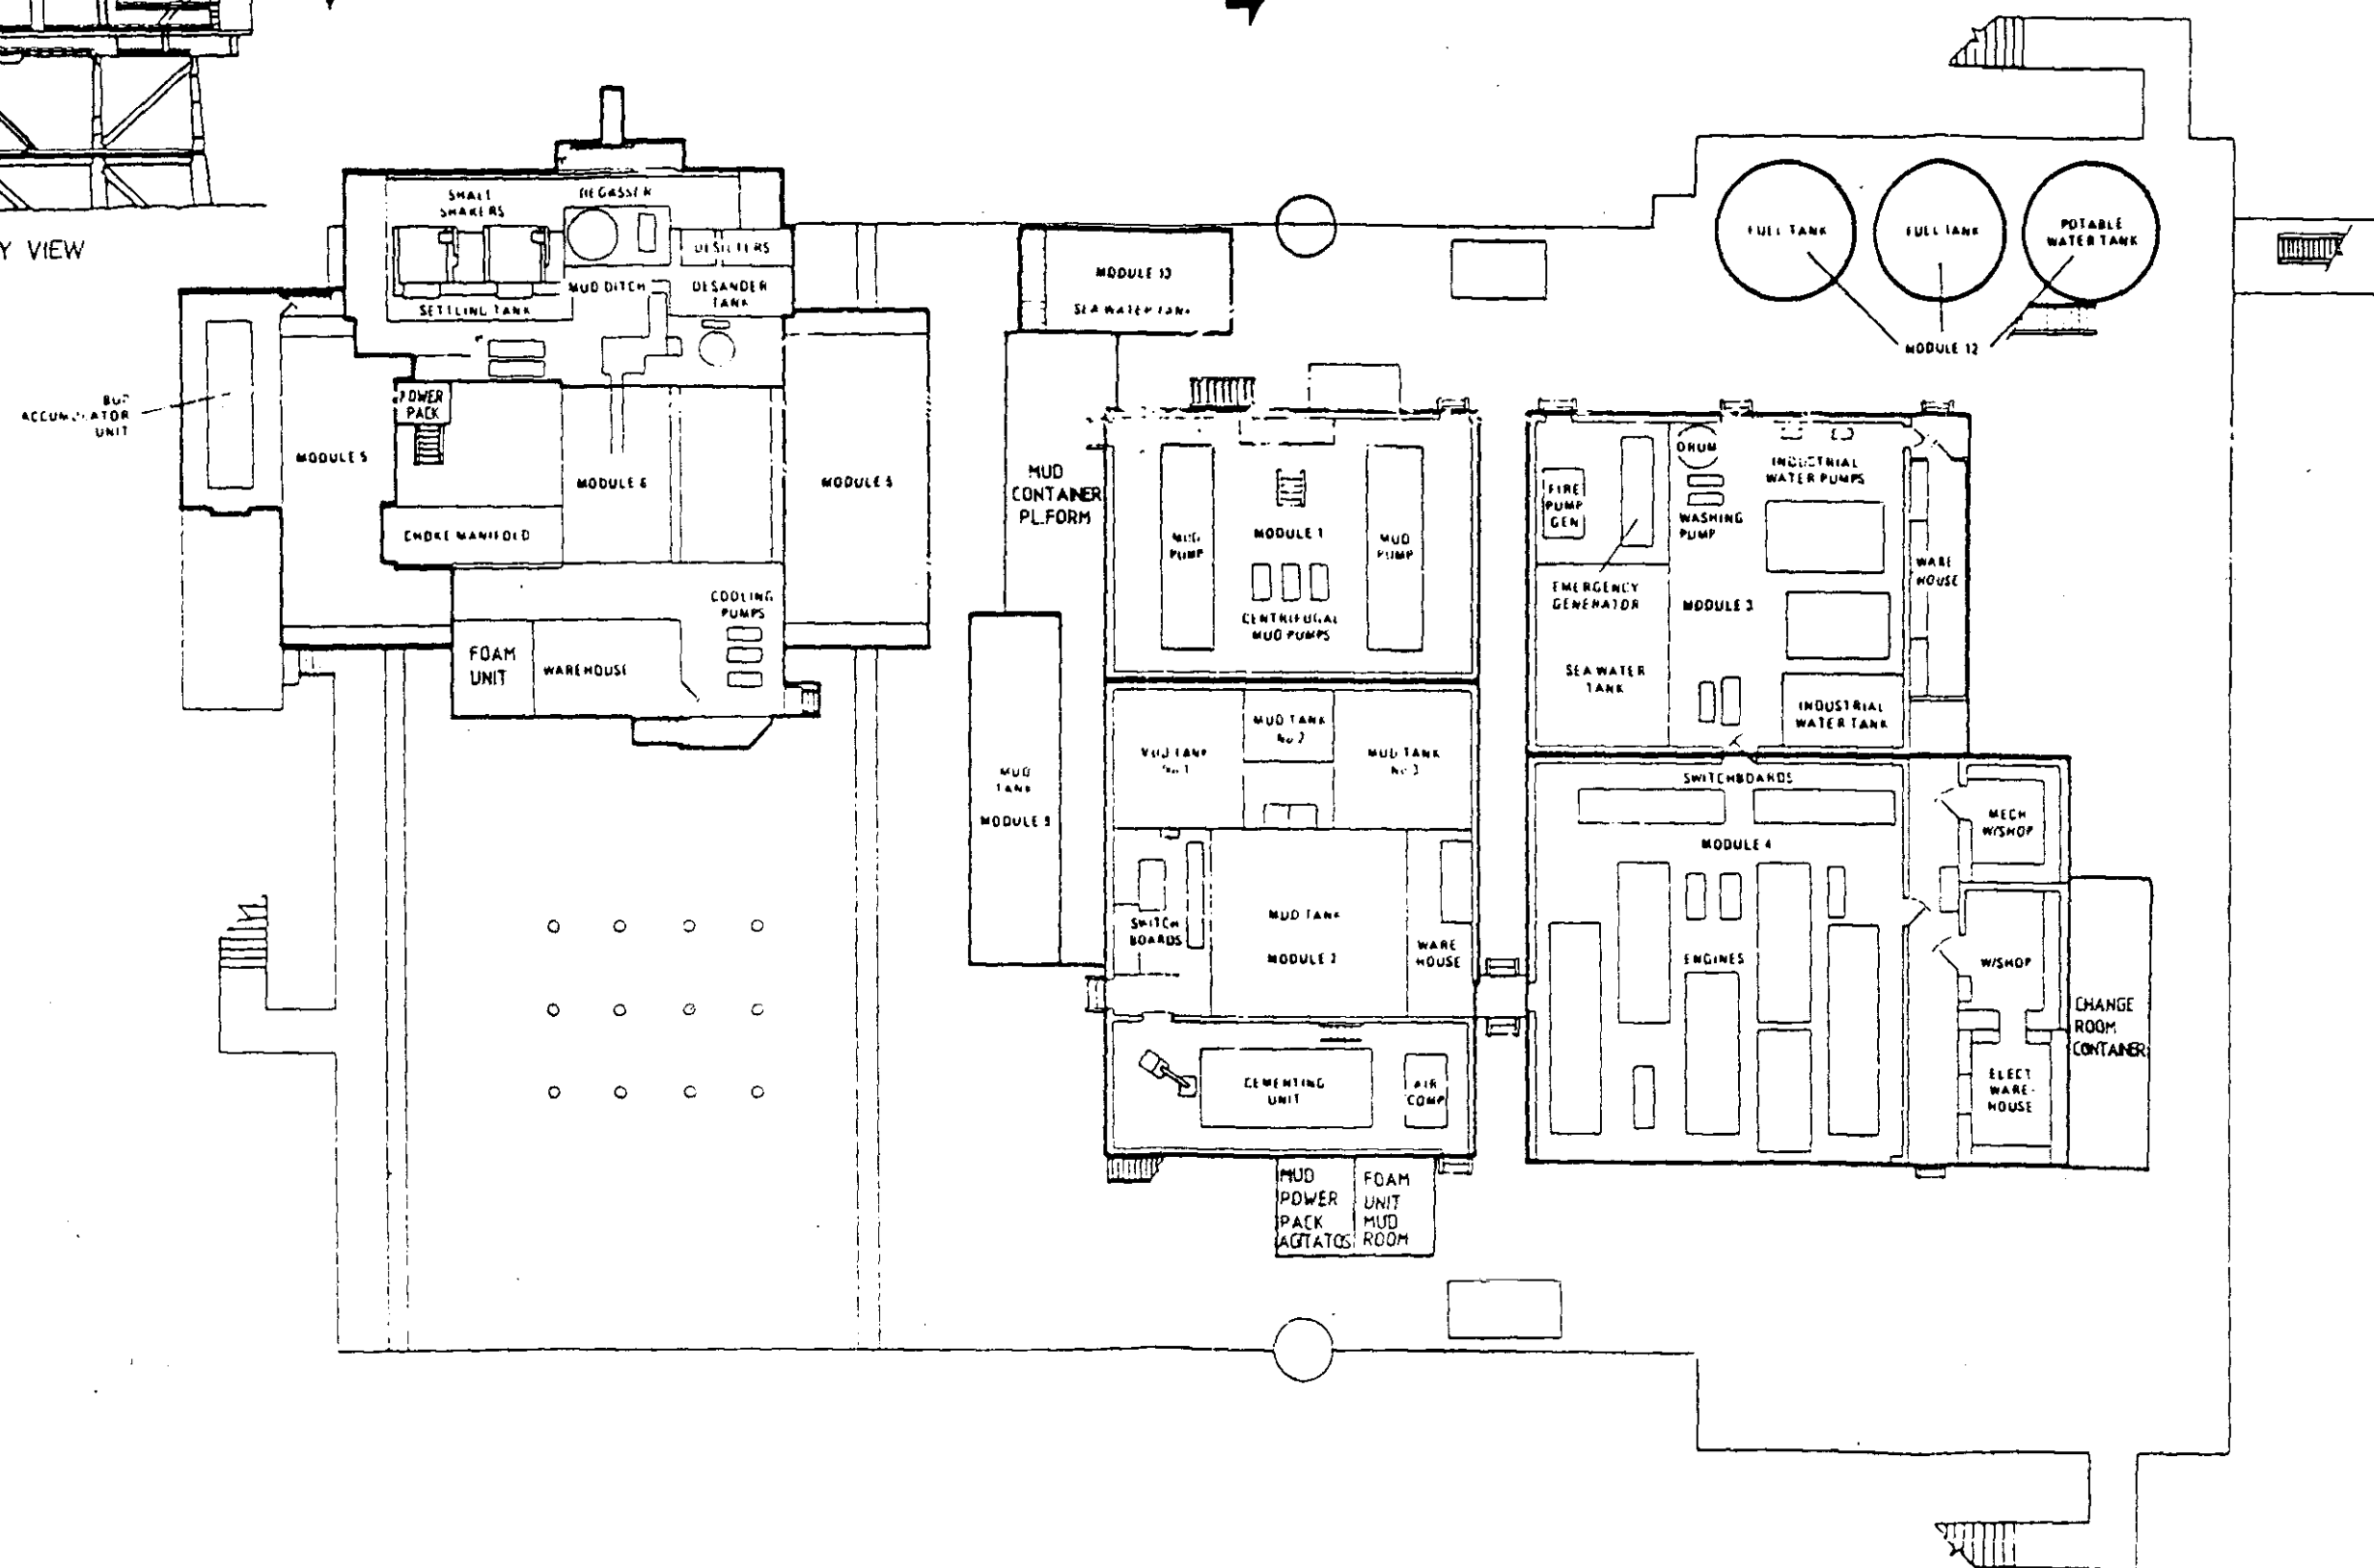 Y VIEW
SHALE
SHAKERS
DEGASSER
DESILTERS
MUD DITCH
DESANDER
TANK
SETTLING TANK
ACCUMULATOR
UNIT
POWER
PACK
MODULE 5
MODULE 6
MODULE 5
CHOKE MANIFOLD
COOLING
PUMPS
FOAM
UNIT
WAREHOUSE
MODULE 13
SEA WATER TANK
MUD
CONTAINER
PL.FORM
MUD
TANK
MODULE 9
MUD
PUMP
MODULE 1
MUD
PUMP
CENTRIFUGAL
MUD PUMPS
MUD TANK
No.1
MUD TANK
No.2
MUD TANK
No.3
SWITCH
BOARDS
MUD TANK
MODULE 2
WARE
HOUSE
CEMENTING
UNIT
AIR
COMP
MUD
POWER
PACK
AGITATOS
FOAM
UNIT
MUD
ROOM
FUEL TANK
FUEL TANK
POTABLE
WATER TANK
MODULE 12
FIRE
PUMP
GEN
DRUM
INDUSTRIAL
WATER PUMPS
WASHING
PUMP
EMERGENCY
GENERATOR
MODULE 3
WARE
HOUSE
SEA WATER
TANK
INDUSTRIAL
WATER TANK
SWITCHBOARDS
MODULE 4
ENGINES
MECH
W/SHOP
W/SHOP
ELECT
WARE-
HOUSE
CHANGE
ROOM
CONTAINER